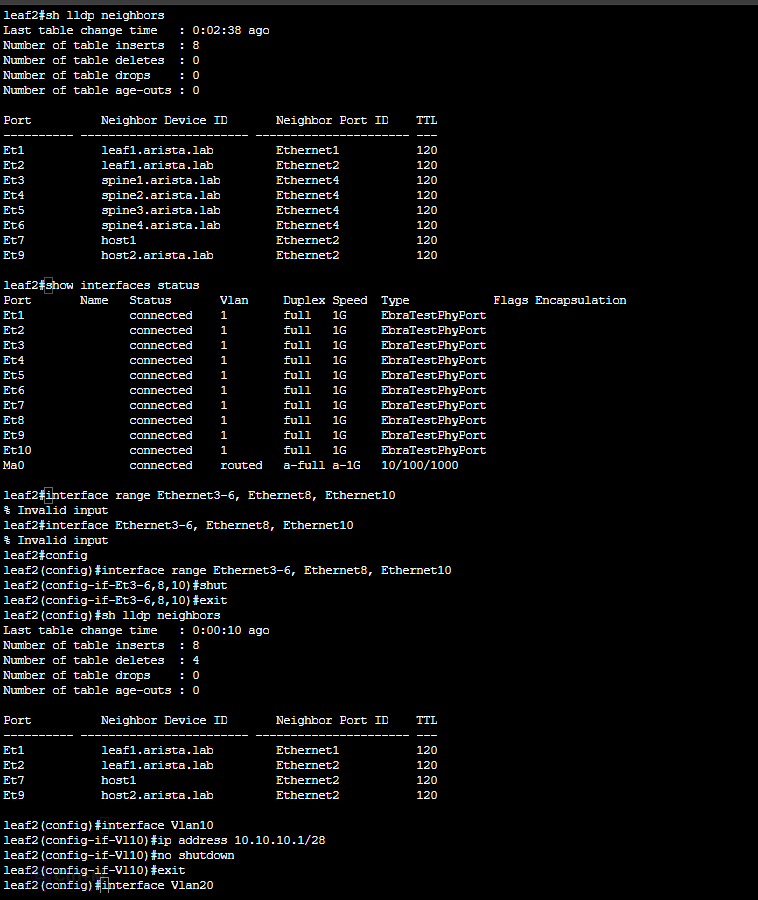 leaf2#sh lldp neighbors
Last table change time   : 0:02:38 ago
Number of table inserts  : 8
Number of table deletes  : 0
Number of table drops    : 0
Number of table age-outs : 0
Port          Neighbor Device ID       Neighbor Port ID    TTL
---------- ------------------------ ---------------------- ---
Et1           leaf1.arista.lab         Ethernet1           120
Et2           leaf1.arista.lab         Ethernet2           120
Et3           spine1.arista.lab        Ethernet4           120
Et4           spine2.arista.lab        Ethernet4           120
Et5           spine3.arista.lab        Ethernet4           120
Et6           spine4.arista.lab        Ethernet4           120
Et7           host1                    Ethernet2           120
Et9           host2.arista.lab         Ethernet2           120
leaf2#show interfaces status
Port       Name   Status       Vlan     Duplex Speed  Type            Flags Encapsulation
Et1               connected    1        full   1G     EbraTestPhyPort
Et2               connected    1        full   1G     EbraTestPhyPort
Et3               connected    1        full   1G     EbraTestPhyPort
Et4               connected    1        full   1G     EbraTestPhyPort
Et5               connected    1        full   1G     EbraTestPhyPort
Et6               connected    1        full   1G     EbraTestPhyPort
Et7               connected    1        full   1G     EbraTestPhyPort
Et8               connected    1        full   1G     EbraTestPhyPort
Et9               connected    1        full   1G     EbraTestPhyPort
Et10              connected    1        full   1G     EbraTestPhyPort
Ma0               connected    routed   a-full a-1G   10/100/1000
leaf2#interface range Ethernet3-6, Ethernet8, Ethernet10
% Invalid input
leaf2#interface Ethernet3-6, Ethernet8, Ethernet10
% Invalid input
leaf2#config
leaf2(config)#interface range Ethernet3-6, Ethernet8, Ethernet10
leaf2(config-if-Et3-6,8,10)#shut
leaf2(config-if-Et3-6,8,10)#exit
leaf2(config)#sh lldp neighbors
Last table change time   : 0:00:10 ago
Number of table inserts  : 8
Number of table deletes  : 4
Number of table drops    : 0
Number of table age-outs : 0
Port          Neighbor Device ID       Neighbor Port ID    TTL
---------- ------------------------ ---------------------- ---
Et1           leaf1.arista.lab         Ethernet1           120
Et2           leaf1.arista.lab         Ethernet2           120
Et7           host1                    Ethernet2           120
Et9           host2.arista.lab         Ethernet2           120
leaf2(config)#interface Vlan10
leaf2(config-if-Vl10)#ip address 10.10.10.1/28
leaf2(config-if-Vl10)#no shutdown
leaf2(config-if-Vl10)#exit
leaf2(config)#interface Vlan20